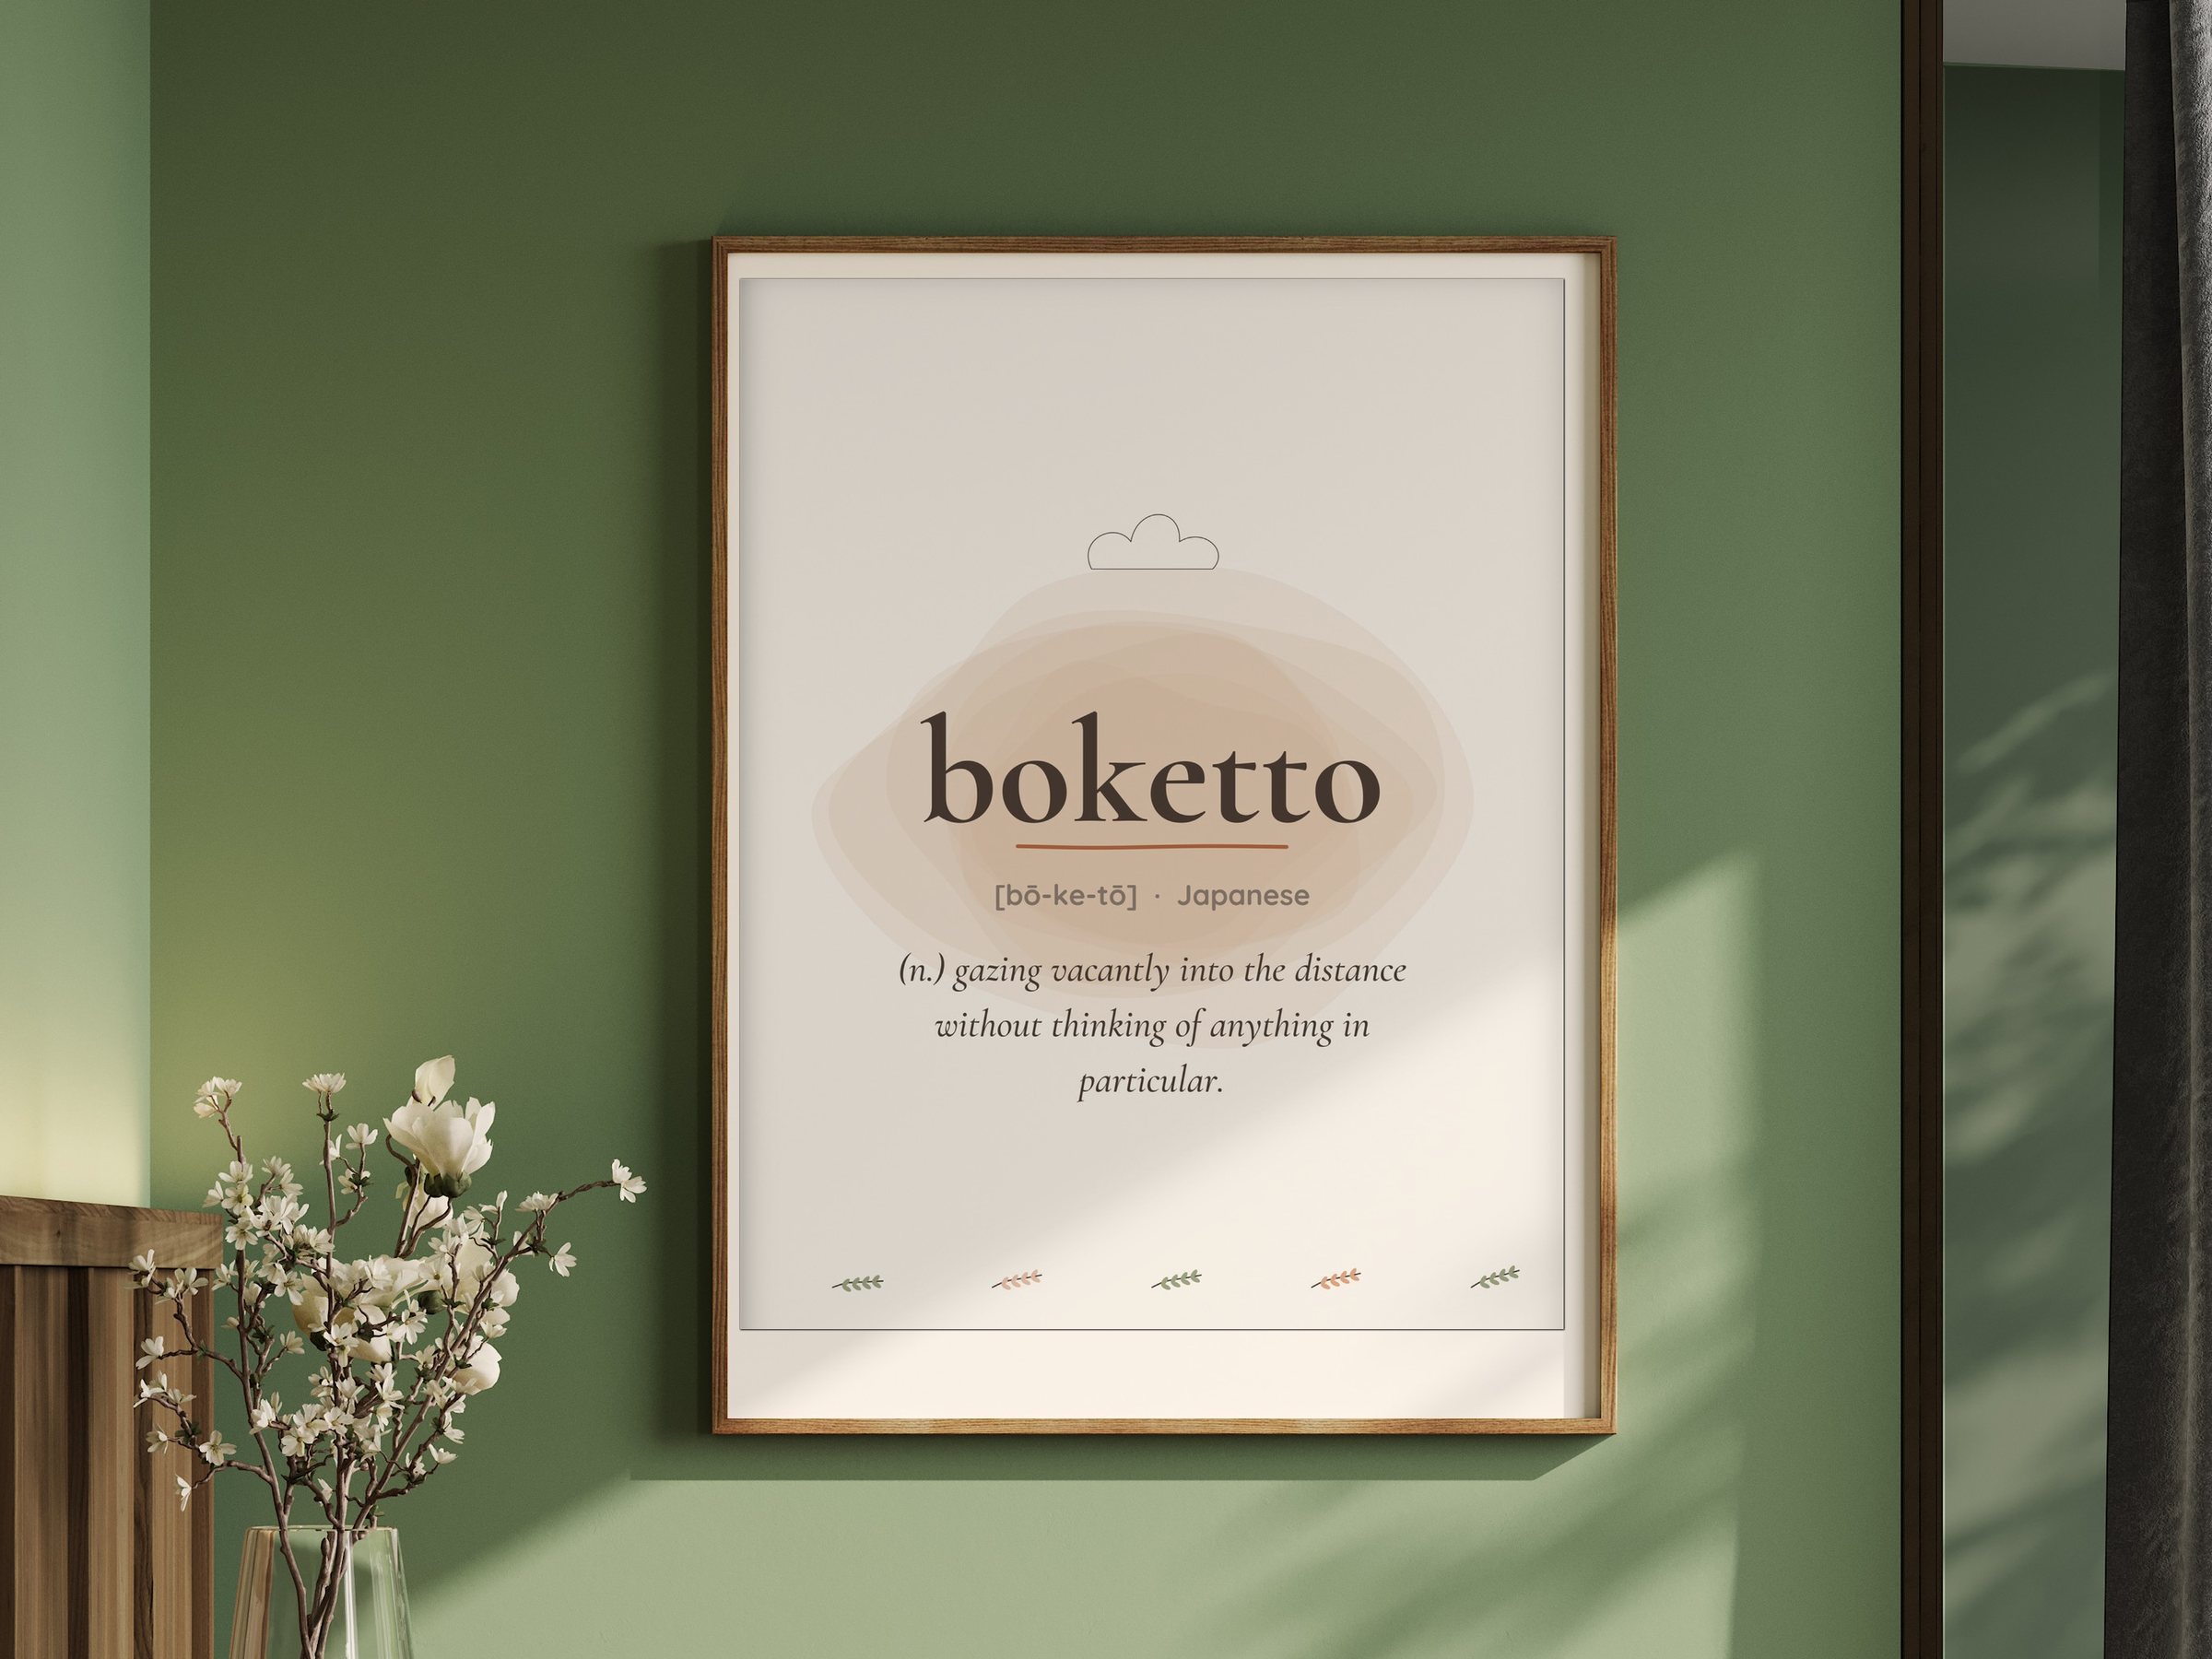 boketto
[bō-ke-tō] · Japanese
(n.) gazing vacantly into the distance
without thinking of anything in
particular.